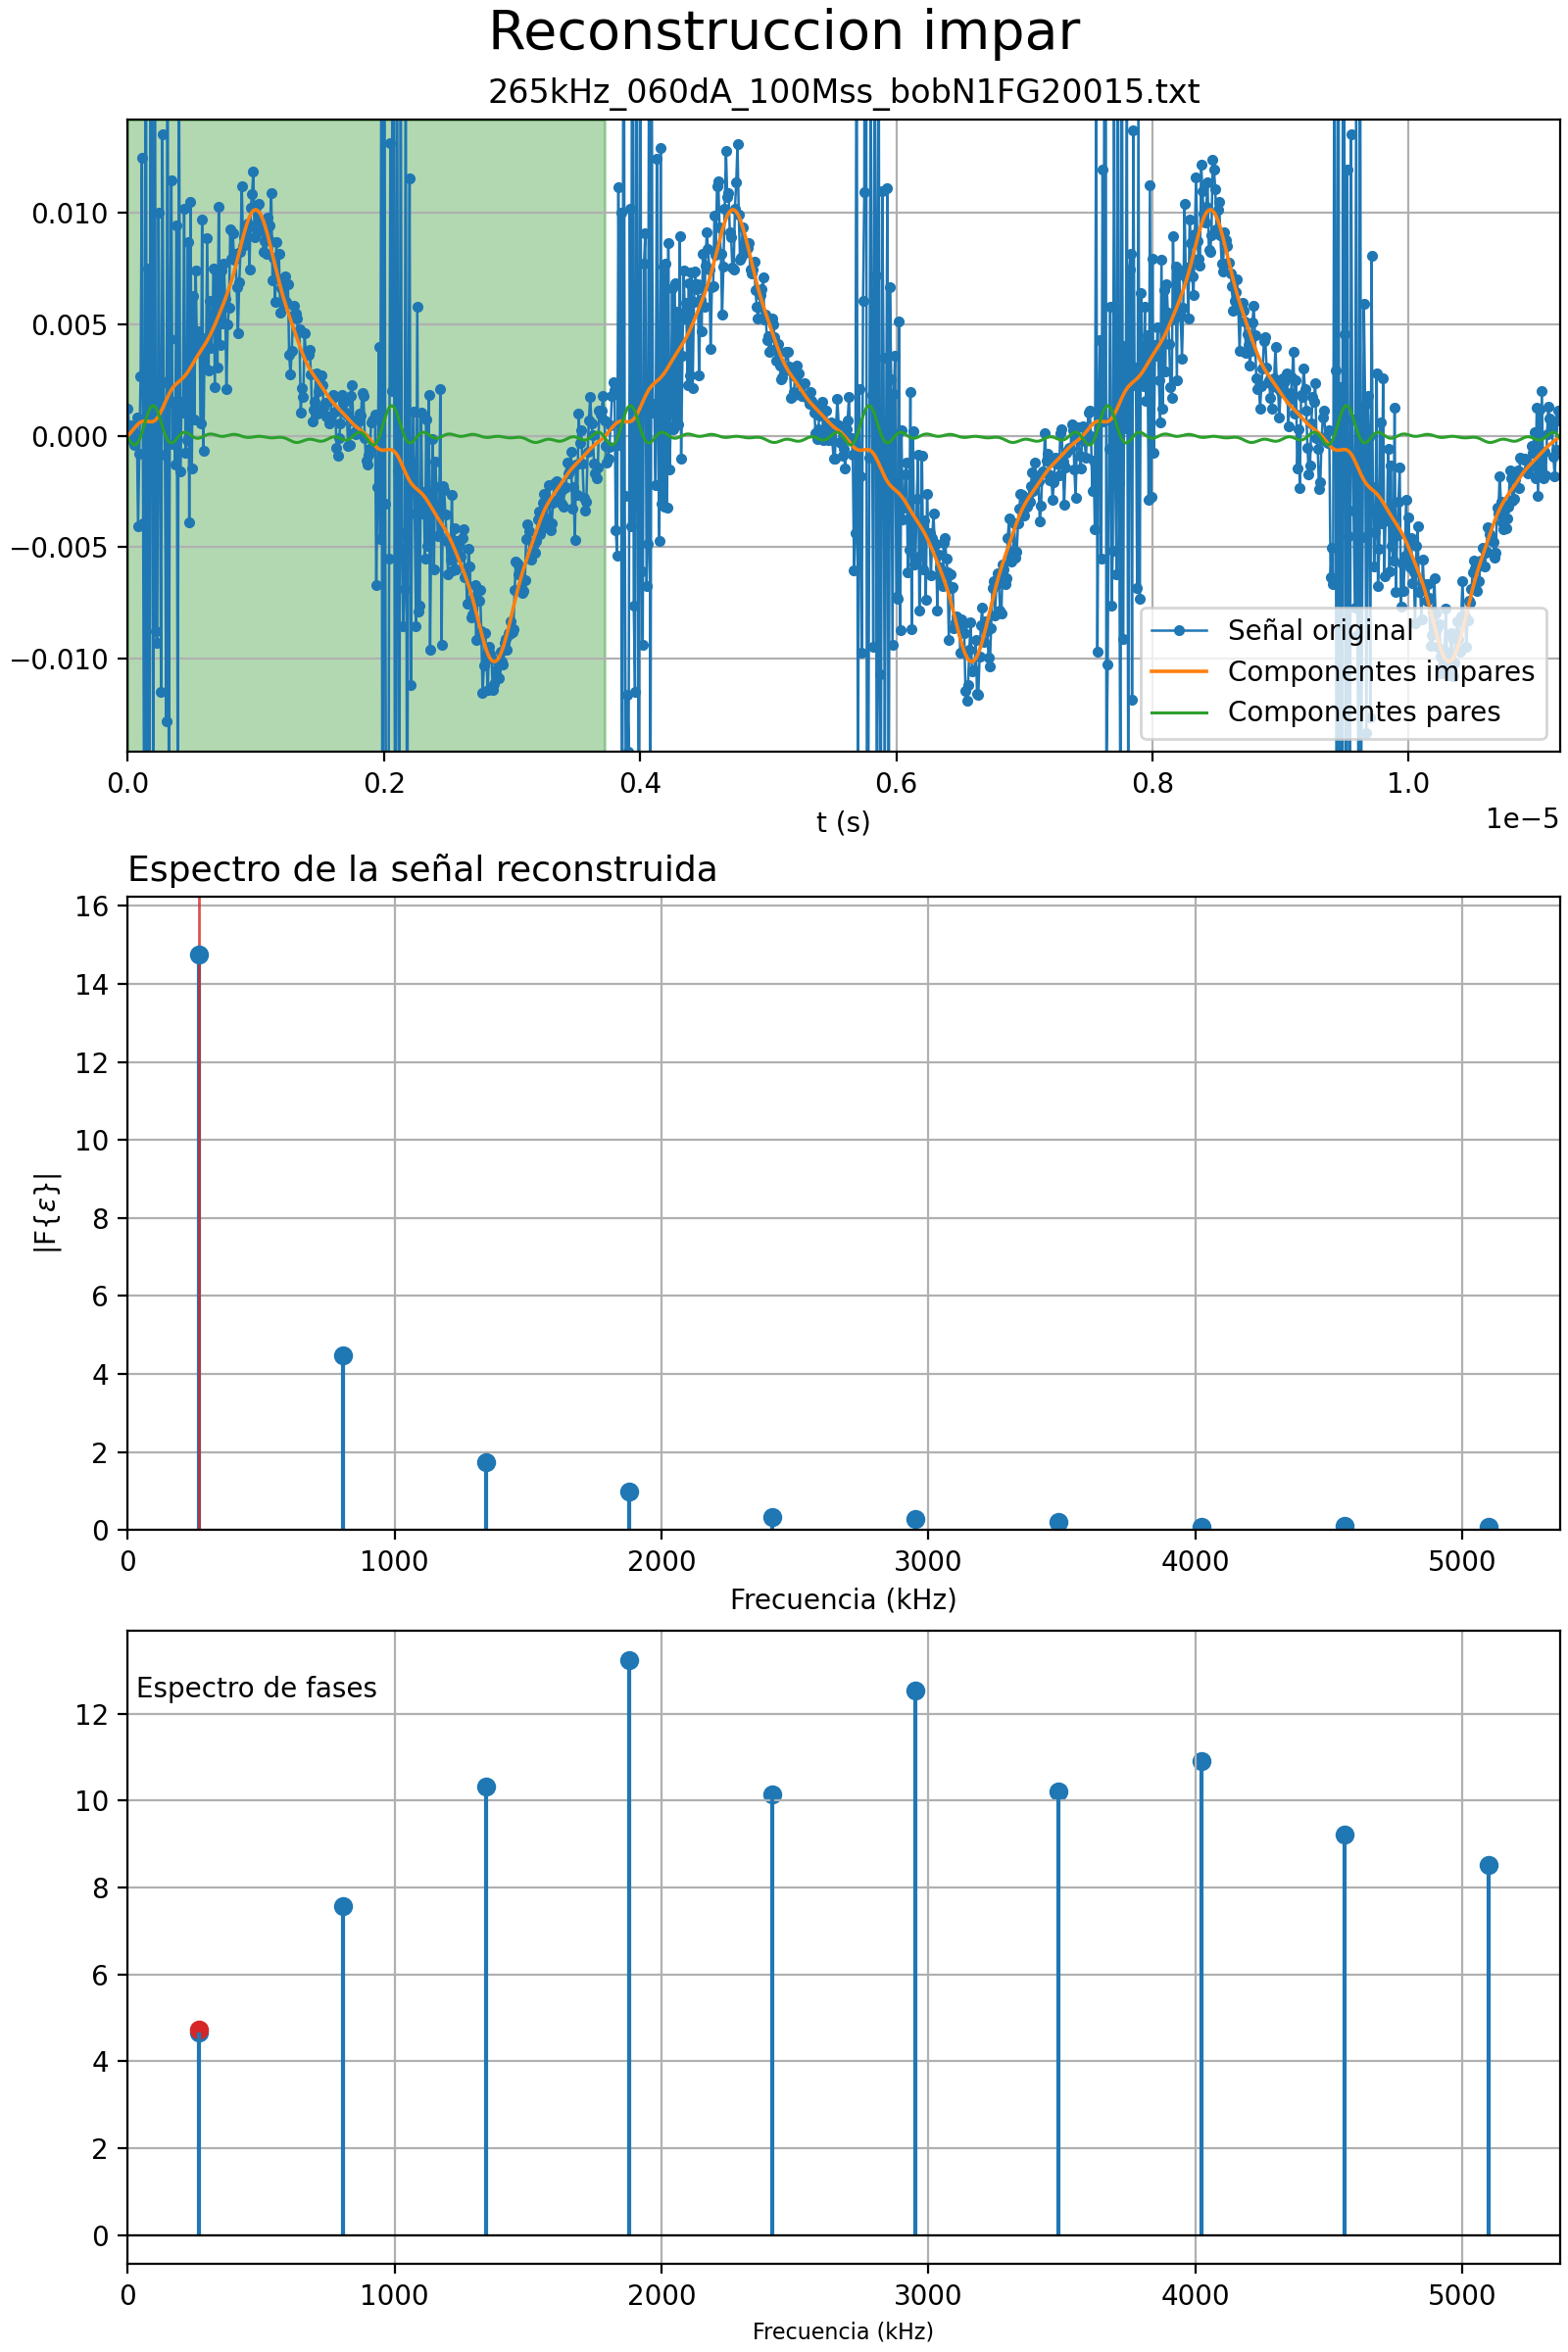 Reconstruccion impar
265kHz_060dA_100Mss_bobN1FG20015.txt
0.010
0.005
0.000
−0.005
−0.010
Señal original
Componentes impares
Componentes pares
0.0 0.2 0.4 0.6 0.8 1.0
t (s)
1e−5
Espectro de la señal reconstruida
16
14
12
10
8
6
4
2
0
|F{ε}|
0 1000 2000 3000 4000 5000
Frecuencia (kHz)
Espectro de fases
12
10
8
6
4
2
0
0 1000 2000 3000 4000 5000
Frecuencia (kHz)